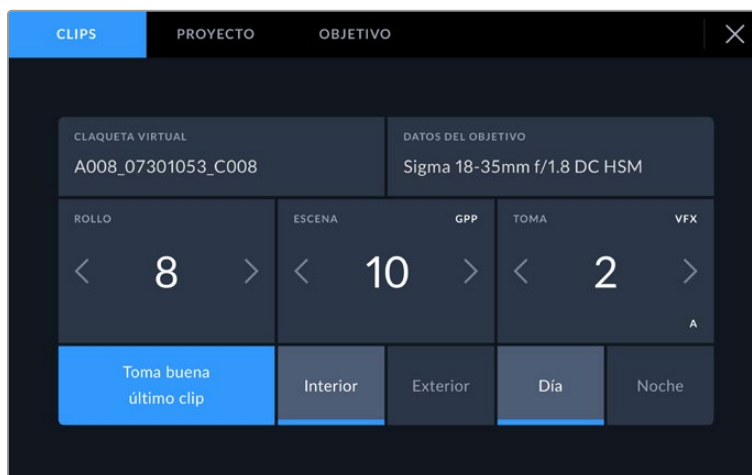 CLIPS PROYECTO OBJETIVO
CLAQUETA VIRTUAL DATOS DEL OBJETIVO
A008_07301053_C008 Sigma 18-35mm f/1.8 DC HSM
ROLLO ESCENA GPP TOMA VFX
8 10 2
A
Toma buena
último clip
Interior Exterior Día Noche